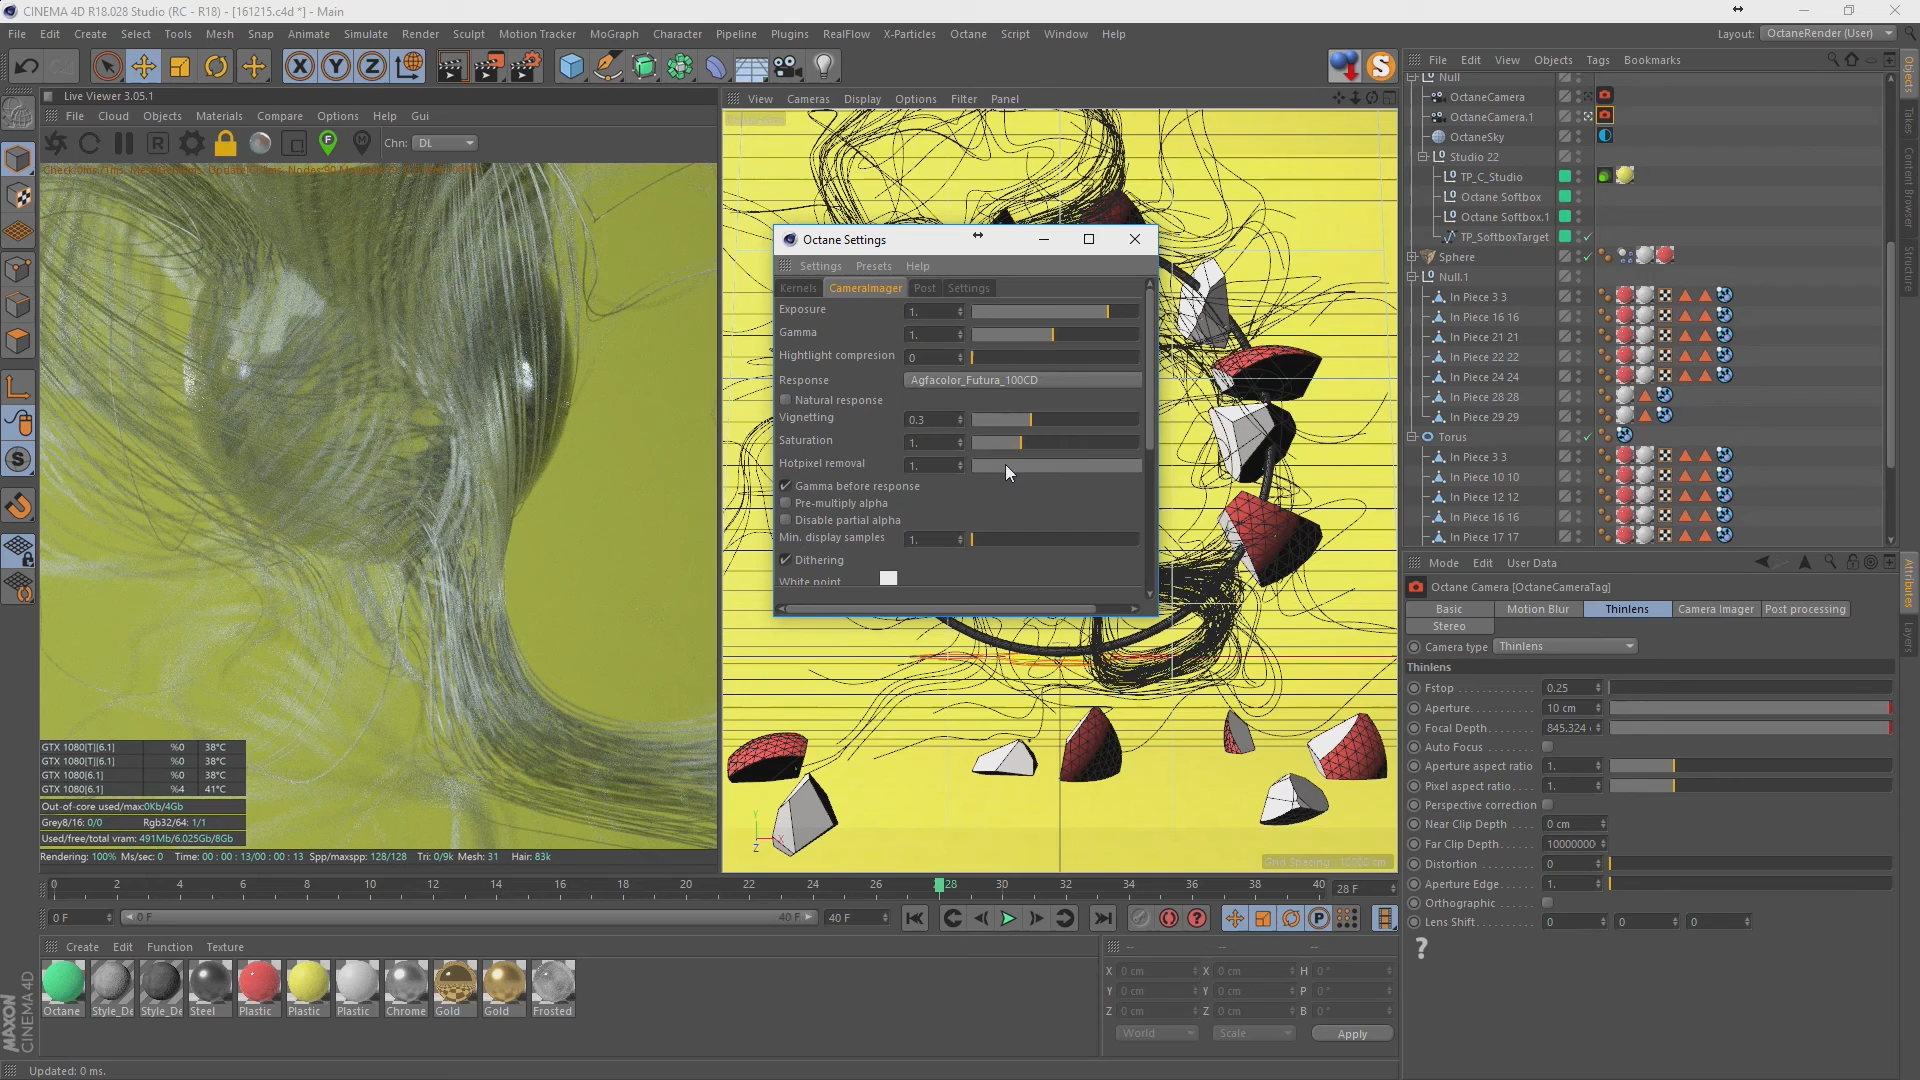 CINEMA 4D R18.028 Studio (RC - R18) - [161215.c4d *] - Main
File Edit Create Select Tools Mesh Snap Animate Simulate Render Sculpt Motion Tracker MoGraph Character Pipeline Plugins RealFlow X-Particles Octane Script Window Help
Layout: OctaneRender (User)
Live Viewer 3.05.1
File Cloud Objects Materials Compare Options Help Gui
Chn: DL
GTX 1080[T][6.1] %0 38°C
GTX 1080[T][6.1] %0 38°C
GTX 1080[6.1] %0 38°C
GTX 1080[6.1] %4 41°C
Out-of-core used/max:0Kb/4Gb
Grey8/16: 0/0 Rgb32/64: 1/1
Used/free/total vram: 491Mb/6.025Gb/8Gb
Rendering: 100% Ms/sec: 0 Time: 00 : 00 : 13/00 : 00 : 13 Spp/maxspp: 128/128 Tri: 0/9k Mesh: 31 Hair: 83k
View Cameras Display Options Filter Panel
Octane Settings
Settings Presets Help
Kernels CameraImager Post Settings
Exposure 1.
Gamma 1.
Hightlight compresion 0
Response Agfacolor_Futura_100CD
Natural response
Vignetting 0.3
Saturation 1.
Hotpixel removal 1.
Gamma before response
Pre-multiply alpha
Disable partial alpha
Min. display samples 1.
Dithering
White point
Y
X
Z
Grid Spacing : 10000 cm
File Edit View Objects Tags Bookmarks
Null
OctaneCamera
OctaneCamera.1
OctaneSky
Studio 22
TP_C_Studio
Octane Softbox
Octane Softbox.1
TP_SoftboxTarget
Sphere
Null.1
In Piece 3 3
In Piece 16 16
In Piece 21 21
In Piece 22 22
In Piece 24 24
In Piece 28 28
In Piece 29 29
Torus
In Piece 3 3
In Piece 10 10
In Piece 12 12
In Piece 16 16
In Piece 17 17
Objects
Takes
Content Browser
Structure
Mode Edit User Data
Octane Camera [OctaneCameraTag]
Basic Motion Blur Thinlens Camera Imager Post processing
Stereo
Camera type Thinlens
Thinlens
Fstop 0.25
Aperture 10 cm
Focal Depth 845.324
Auto Focus
Aperture aspect ratio 1.
Pixel aspect ratio 1.
Perspective correction
Near Clip Depth 0 cm
Far Clip Depth 10000000
Distortion 0
Aperture Edge 1.
Orthographic
Lens Shift 0 0 0
?
Attributes
Layers
0 2 4 6 8 10 12 14 16 18 20 22 24 26 28 30 32 34 36 38 40 28 F
0 F 0 F 40 F 40 F
Create Edit Function Texture
Octane Style_De Style_De Steel Plastic Plastic Plastic Chrome Gold Gold Frosted
-- -- --
X 0 cm X 0 cm H 0 °
Y 0 cm Y 0 cm P 0 °
Z 0 cm Z 0 cm B 0 °
World Scale Apply
MAXON
CINEMA 4D
Updated: 0 ms.